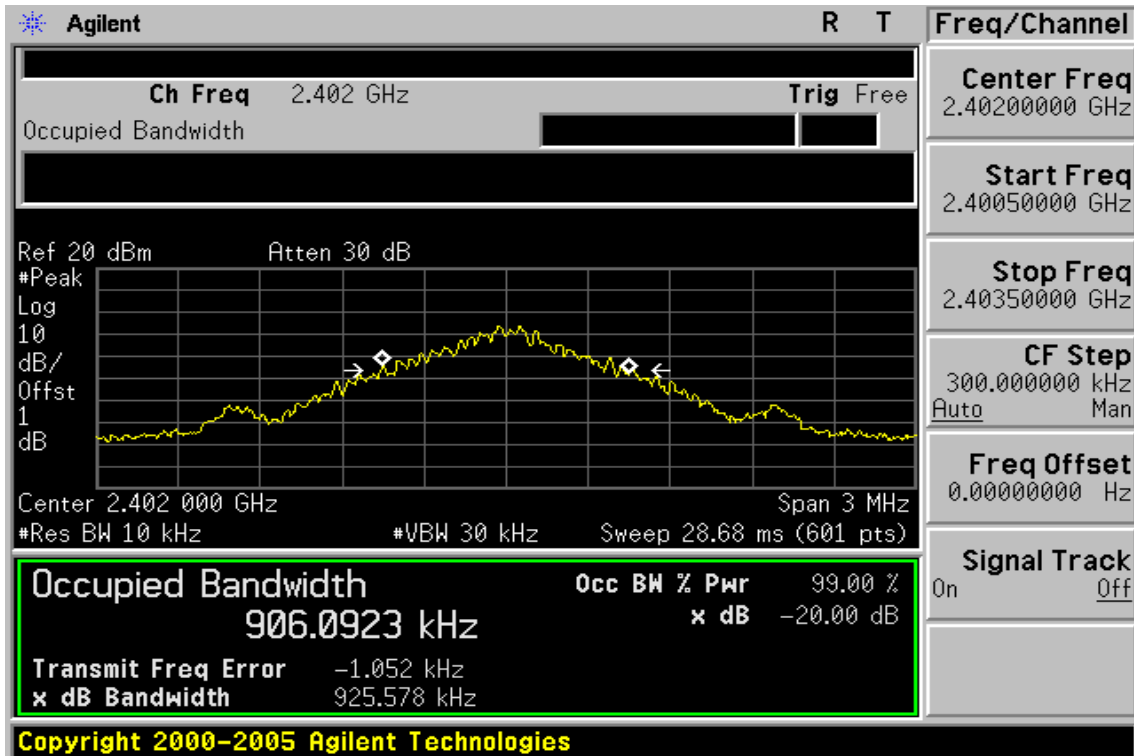 Agilent R T
Ch Freq 2.402 GHz Trig Free
Occupied Bandwidth
Ref 20 dBm Atten 30 dB
#Peak
Log
10
dB/
Offst
1
dB
Center 2.402 000 GHz Span 3 MHz
#Res BW 10 kHz #VBW 30 kHz Sweep 28.68 ms (601 pts)
Occupied Bandwidth
906.0923 kHz
Occ BW % Pwr 99.00 %
x dB -20.00 dB
Transmit Freq Error -1.052 kHz
x dB Bandwidth 925.578 kHz
Copyright 2000-2005 Agilent Technologies
Freq/Channel
Center Freq
2.40200000 GHz
Start Freq
2.40050000 GHz
Stop Freq
2.40350000 GHz
CF Step
300.000000 kHz
Auto Man
Freq Offset
0.00000000 Hz
Signal Track
On Off